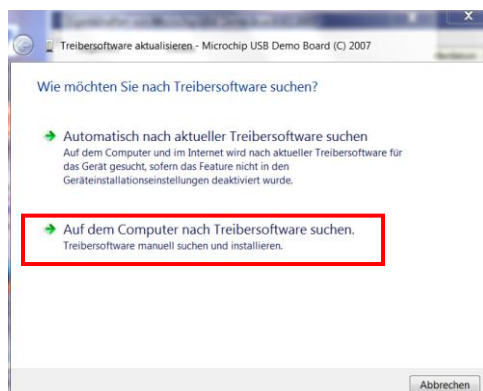 Treibersoftware aktualisieren - Microchip USB Demo Board (C) 2007
Wie möchten Sie nach Treibersoftware suchen?
Automatisch nach aktueller Treibersoftware suchen
Auf dem Computer und im Internet wird nach aktueller Treibersoftware für
das Gerät gesucht, sofern das Feature nicht in den
Geräteinstallationseinstellungen deaktiviert wurde.
Auf dem Computer nach Treibersoftware suchen.
Treibersoftware manuell suchen und installieren.
Abbrechen